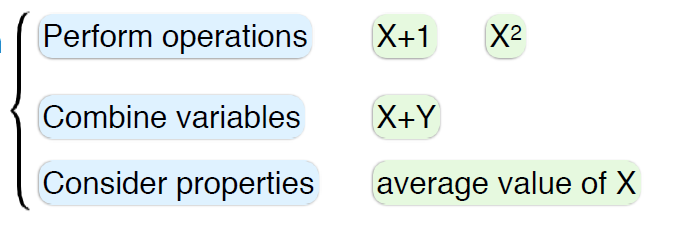 Perform operations X+1 X²
Combine variables X+Y
Consider properties average value of X